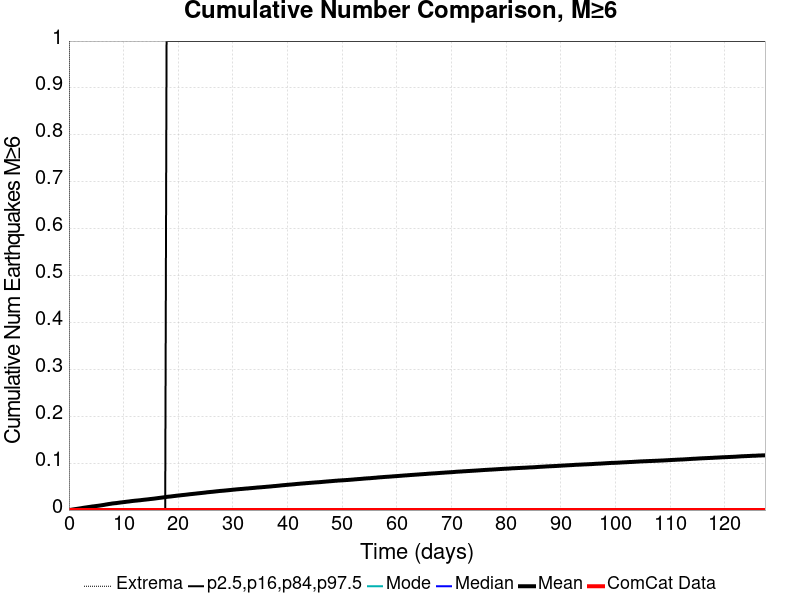 Cumulative Number Comparison, M≥6
Cumulative Num Earthquakes M≥6
1
0.9
0.8
0.7
0.6
0.5
0.4
0.3
0.2
0.1
0
0 10 20 30 40 50 60 70 80 90 100 110 120
Time (days)
Extrema p2.5,p16,p84,p97.5 Mode Median Mean ComCat Data